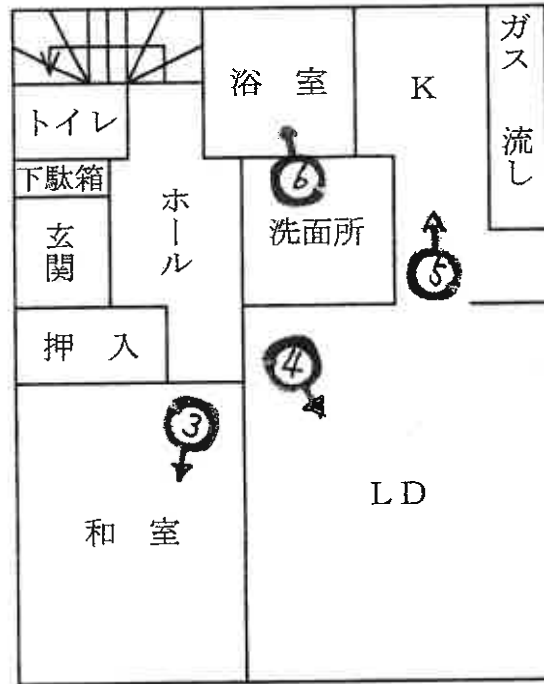 ガス 流し
浴 室
K
トイレ
下駄箱
ホール
⑥
洗面所
玄関
⑤
押 入
④
③
LD
和 室